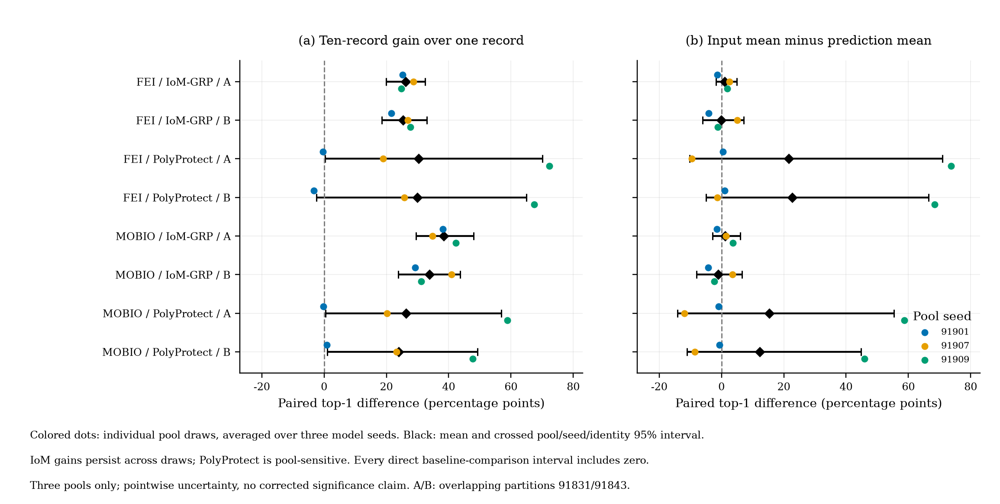 (a) Ten-record gain over one record
(b) Input mean minus prediction mean
FEI / IoM-GRP / A
FEI / IoM-GRP / B
FEI / PolyProtect / A
FEI / PolyProtect / B
MOBIO / IoM-GRP / A
MOBIO / IoM-GRP / B
MOBIO / PolyProtect / A
MOBIO / PolyProtect / B
-20 0 20 40 60 80
Paired top-1 difference (percentage points)
Pool seed
91901
91907
91909
-20 0 20 40 60 80
Paired top-1 difference (percentage points)
Colored dots: individual pool draws, averaged over three model seeds. Black: mean and crossed pool/seed/identity 95% interval.
IoM gains persist across draws; PolyProtect is pool-sensitive. Every direct baseline-comparison interval includes zero.
Three pools only; pointwise uncertainty, no corrected significance claim. A/B: overlapping partitions 91831/91843.